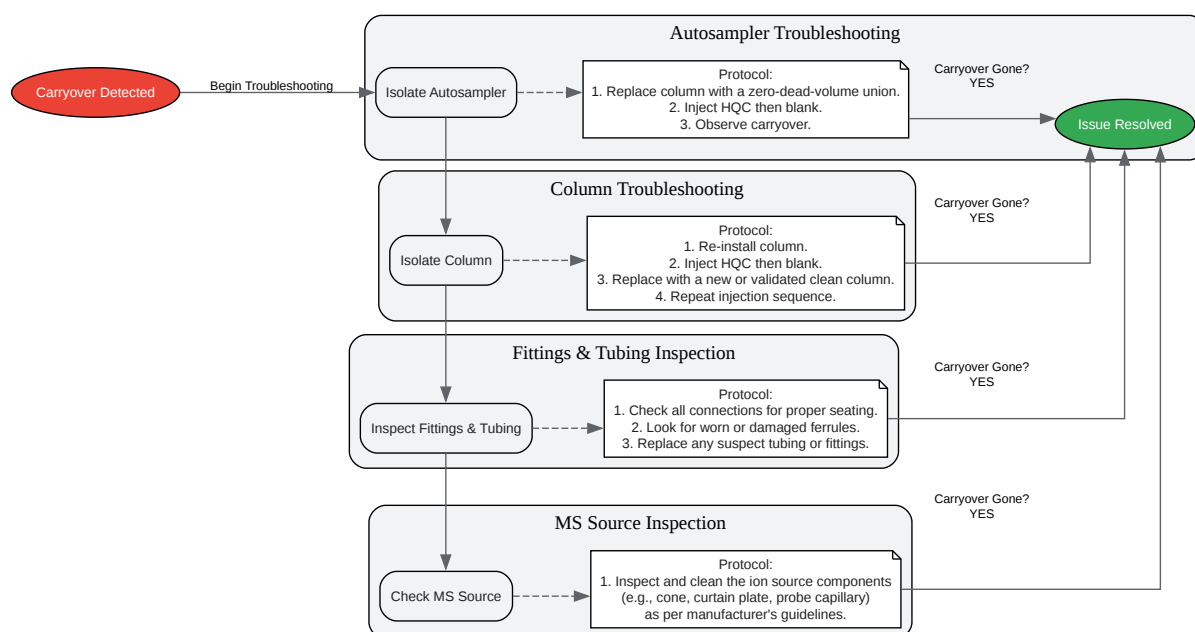 Autosampler Troubleshooting
Carryover Detected
Begin Troubleshooting
Isolate Autosampler
Protocol:
1. Replace column with a zero-dead-volume union.
2. Inject HQC then blank.
3. Observe carryover.
Carryover Gone?
YES
Issue Resolved
Column Troubleshooting
Isolate Column
Protocol:
1. Re-install column.
2. Inject HQC then blank.
3. Replace with a new or validated clean column.
4. Repeat injection sequence.
Carryover Gone?
YES
Fittings & Tubing Inspection
Inspect Fittings & Tubing
Protocol:
1. Check all connections for proper seating.
2. Look for worn or damaged ferrules.
3. Replace any suspect tubing or fittings.
Carryover Gone?
YES
MS Source Inspection
Check MS Source
Protocol:
1. Inspect and clean the ion source components
(e.g., cone, curtain plate, probe capillary)
as per manufacturer's guidelines.
Carryover Gone?
YES